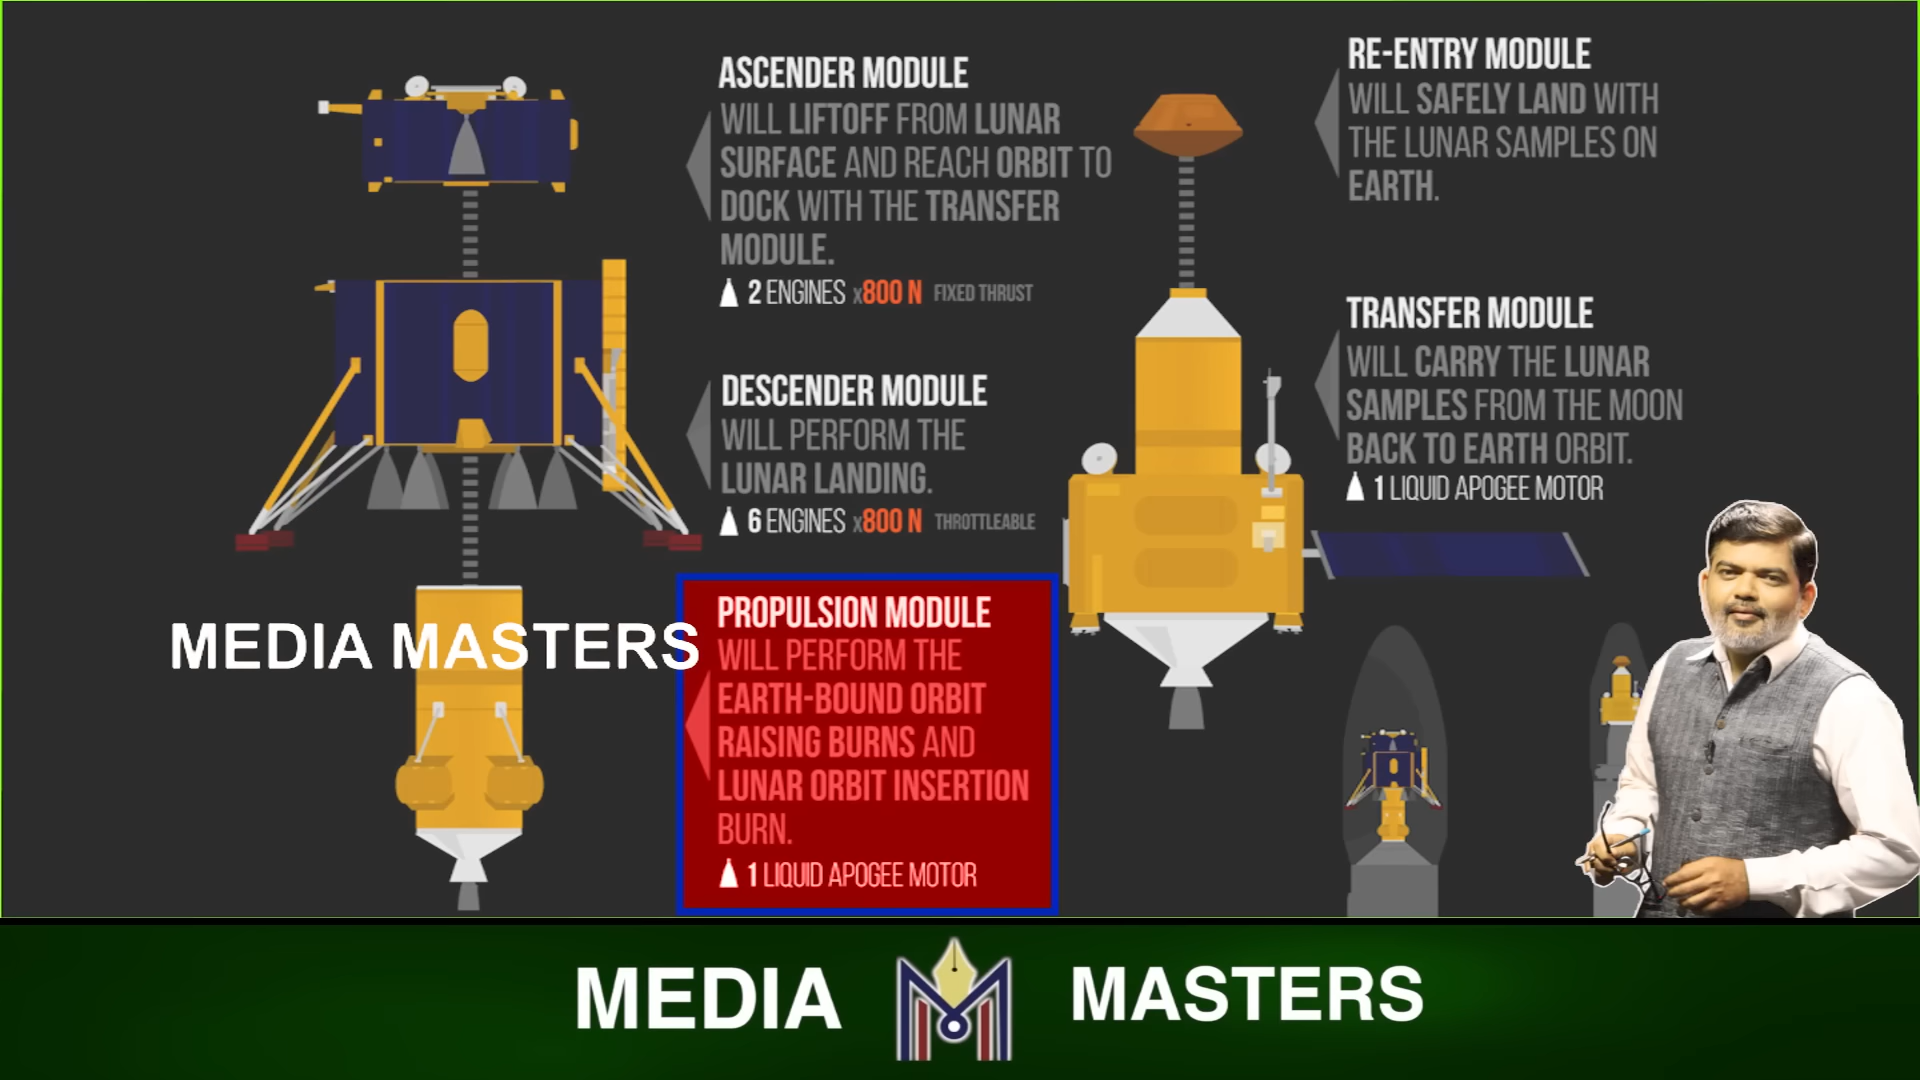 ASCENDER MODULE
WILL LIFTOFF FROM LUNAR
SURFACE AND REACH ORBIT TO
DOCK WITH THE TRANSFER
MODULE.
2 ENGINES x800 N FIXED THRUST
DESCENDER MODULE
WILL PERFORM THE
LUNAR LANDING.
6 ENGINES x800 N THROTTLEABLE
PROPULSION MODULE
WILL PERFORM THE
EARTH-BOUND ORBIT
RAISING BURNS AND
LUNAR ORBIT INSERTION
BURN.
1 LIQUID APOGEE MOTOR
RE-ENTRY MODULE
WILL SAFELY LAND WITH
THE LUNAR SAMPLES ON
EARTH.
TRANSFER MODULE
WILL CARRY THE LUNAR
SAMPLES FROM THE MOON
BACK TO EARTH ORBIT.
1 LIQUID APOGEE MOTOR
MEDIA MASTERS
MEDIA MASTERS